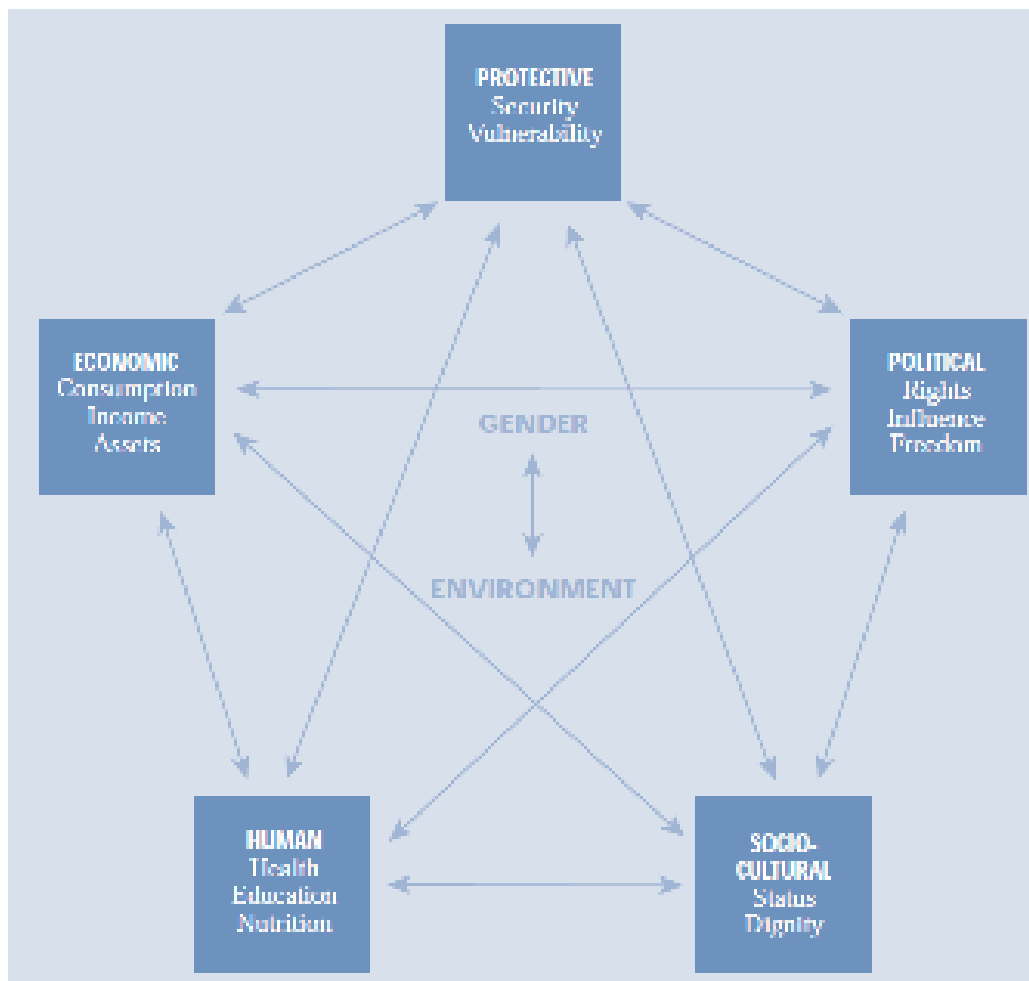 PROTECTIVE
Security
Vulnerability
ECONOMIC
Consumption
Income
Assets
POLITICAL
Rights
Influence
Freedom
GENDER
ENVIRONMENT
HUMAN
Health
Education
Nutrition
SOCIO-
CULTURAL
Status
Dignity